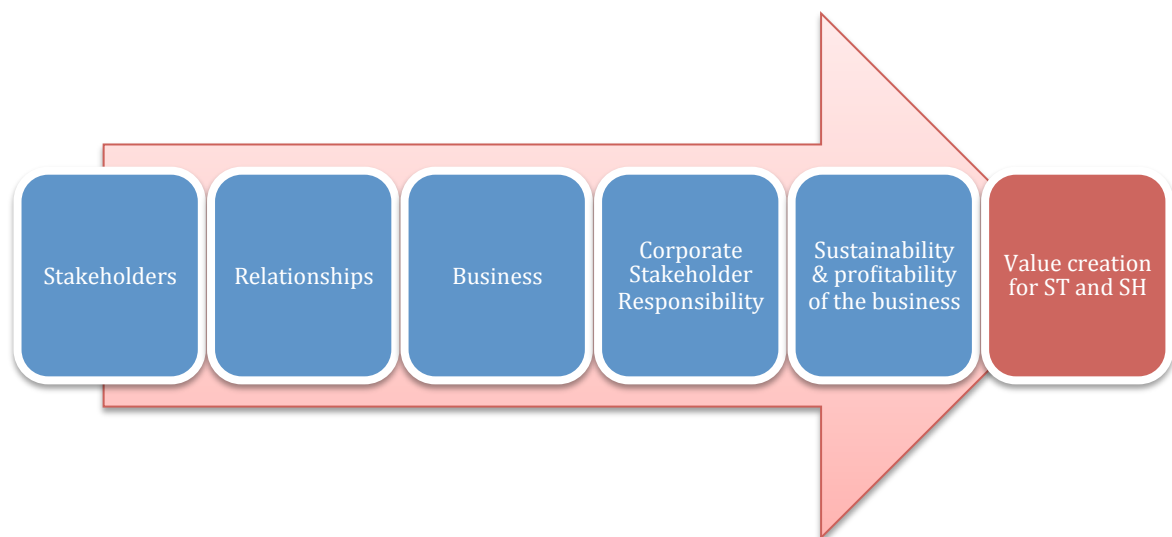 Stakeholders
Relationships
Business
Corporate
Stakeholder
Responsibility
Sustainability
& profitability
of the business
Value creation
for ST and SH